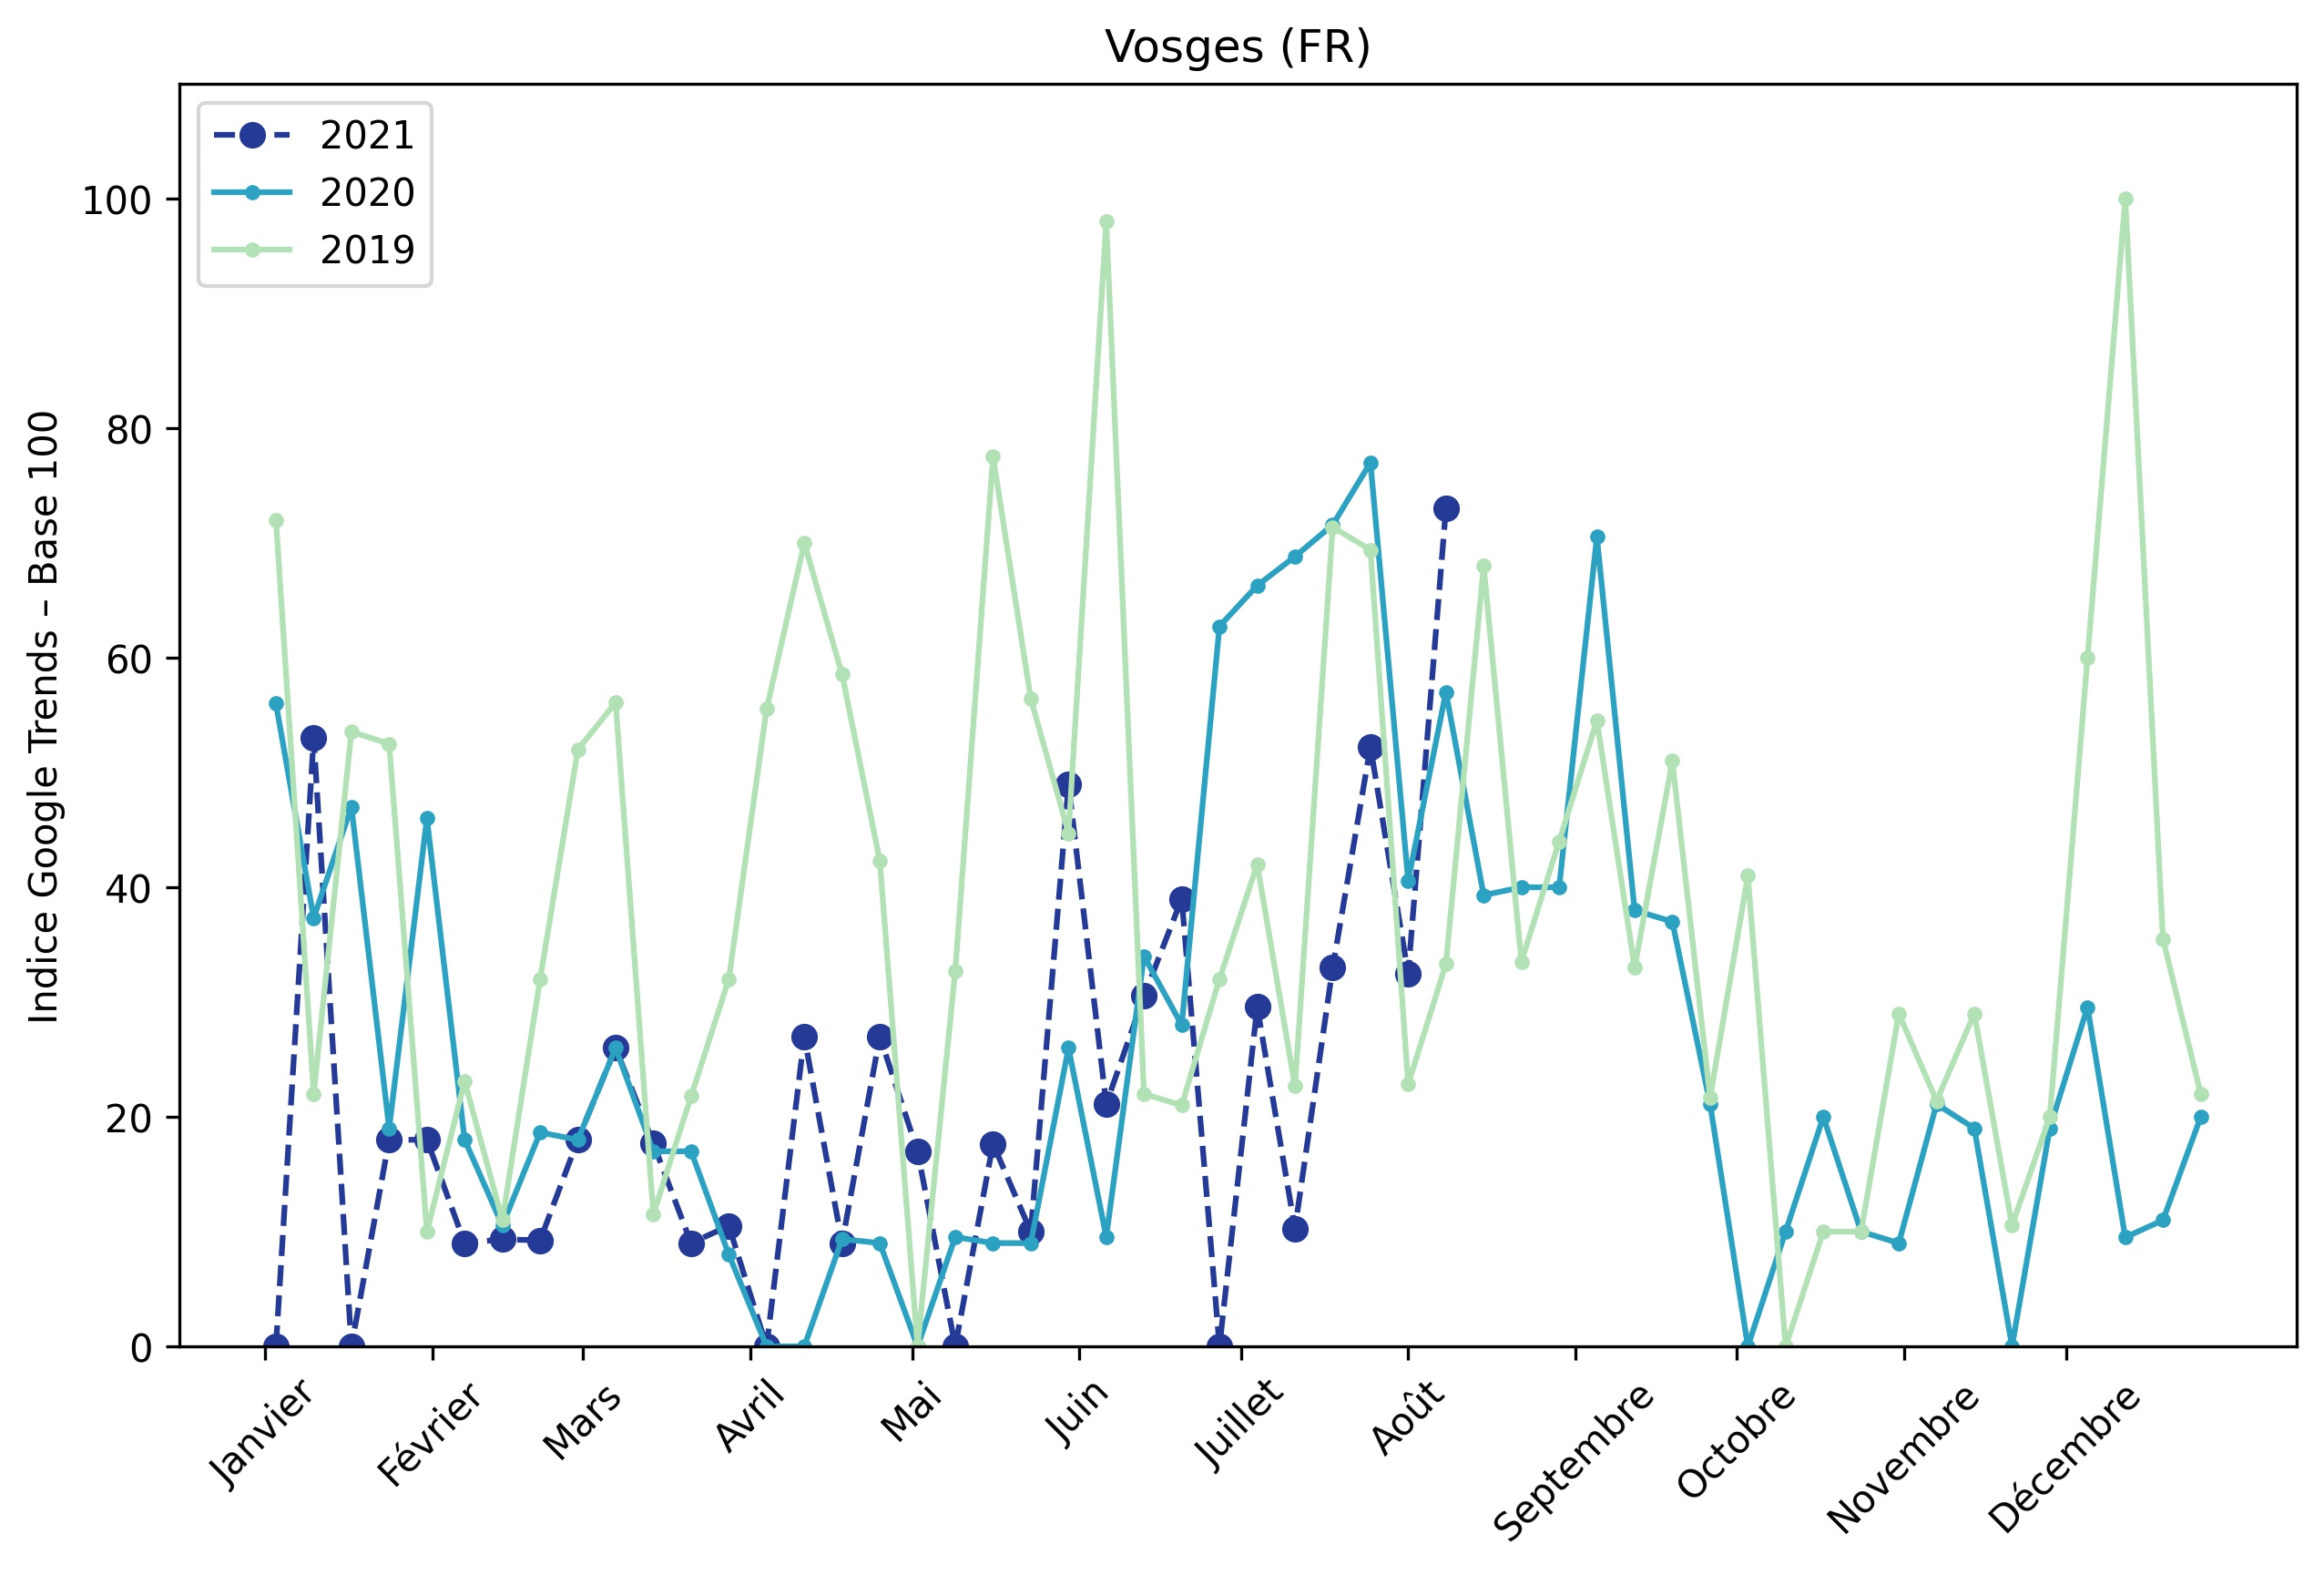 Vosges (FR)
2021
2020
2019
Indice Google Trends – Base 100
100
80
60
40
20
0
Janvier
Février
Mars
Avril
Mai
Juin
Juillet
Août
Septembre
Octobre
Novembre
Décembre